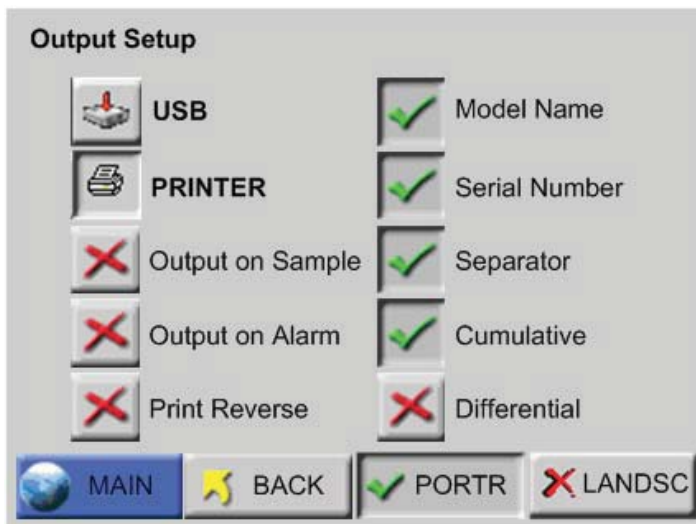 Output Setup
USB
Model Name
PRINTER
Serial Number
Output on Sample
Separator
Output on Alarm
Cumulative
Print Reverse
Differential
MAIN
BACK
PORTR
LANDSC